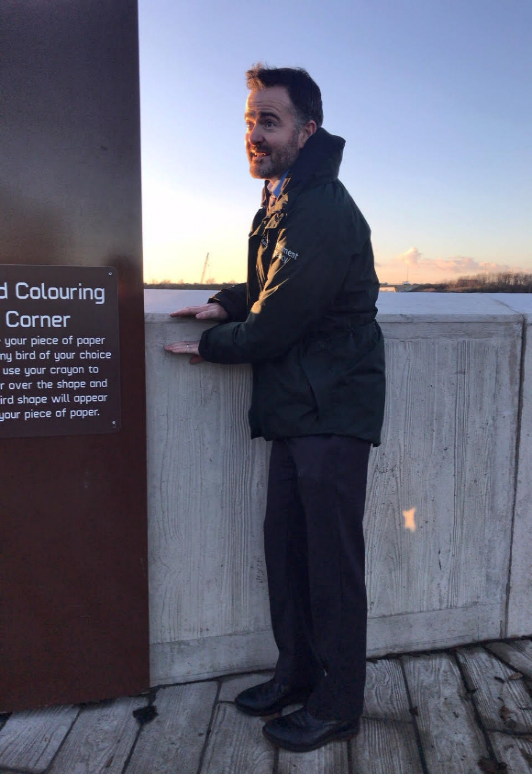 d Colouring
Corner
your piece of paper
ny bird of your choice
use your crayon to
r over the shape and
ird shape will appear
your piece of paper.